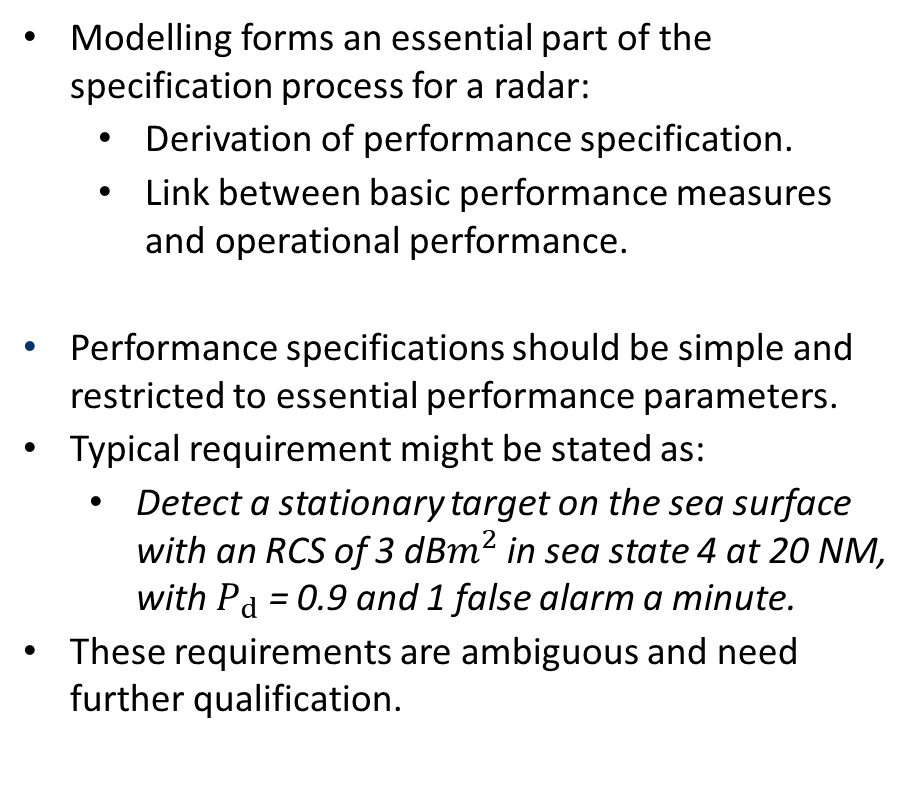 • Modelling forms an essential part of the
specification process for a radar:
• Derivation of performance specification.
• Link between basic performance measures
and operational performance.
• Performance specifications should be simple and
restricted to essential performance parameters.
• Typical requirement might be stated as:
• Detect a stationary target on the sea surface
with an RCS of 3 dBm² in sea state 4 at 20 NM,
with P_d = 0.9 and 1 false alarm a minute.
• These requirements are ambiguous and need
further qualification.